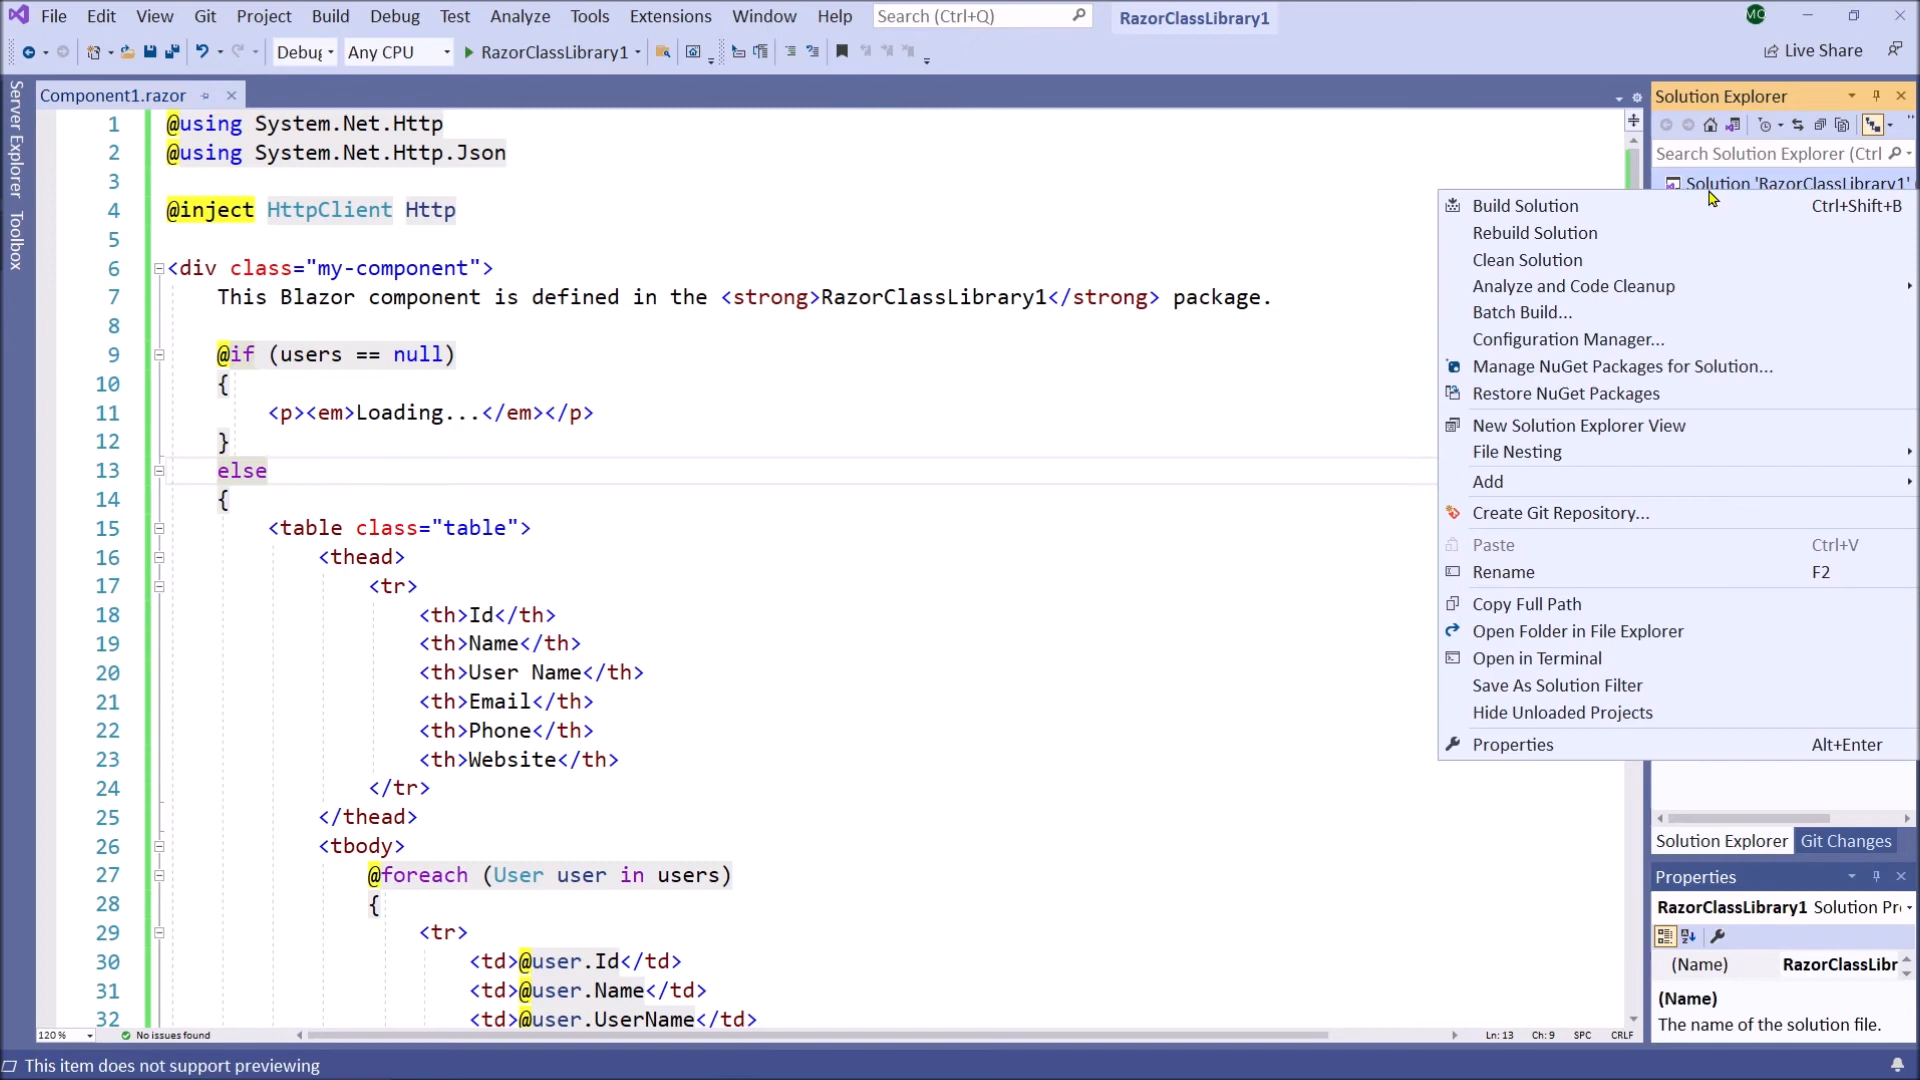 File Edit View Git Project Build Debug Test Analyze Tools Extensions Window Help Search (Ctrl+Q) RazorClassLibrary1 MC
Debug Any CPU RazorClassLibrary1 Live Share
Server Explorer
Toolbox
Component1.razor
1 @using System.Net.Http
2 @using System.Net.Http.Json
3
4 @inject HttpClient Http
5
6 <div class="my-component">
7 This Blazor component is defined in the <strong>RazorClassLibrary1</strong> package.
8
9 @if (users == null)
10 {
11 <p><em>Loading...</em></p>
12 }
13 else
14 {
15 <table class="table">
16 <thead>
17 <tr>
18 <th>Id</th>
19 <th>Name</th>
20 <th>User Name</th>
21 <th>Email</th>
22 <th>Phone</th>
23 <th>Website</th>
24 </tr>
25 </thead>
26 <tbody>
27 @foreach (User user in users)
28 {
29 <tr>
30 <td>@user.Id</td>
31 <td>@user.Name</td>
32 <td>@user.UserName</td>
120 % No issues found Ln: 13 Ch: 9 SPC CRLF
This item does not support previewing
Solution Explorer
Search Solution Explorer (Ctrl
Solution 'RazorClassLibrary1'
Build Solution Ctrl+Shift+B
Rebuild Solution
Clean Solution
Analyze and Code Cleanup
Batch Build...
Configuration Manager...
Manage NuGet Packages for Solution...
Restore NuGet Packages
New Solution Explorer View
File Nesting
Add
Create Git Repository...
Paste Ctrl+V
Rename F2
Copy Full Path
Open Folder in File Explorer
Open in Terminal
Save As Solution Filter
Hide Unloaded Projects
Properties Alt+Enter
Solution Explorer Git Changes
Properties
RazorClassLibrary1 Solution Pr
(Name) RazorClassLibr
(Name)
The name of the solution file.